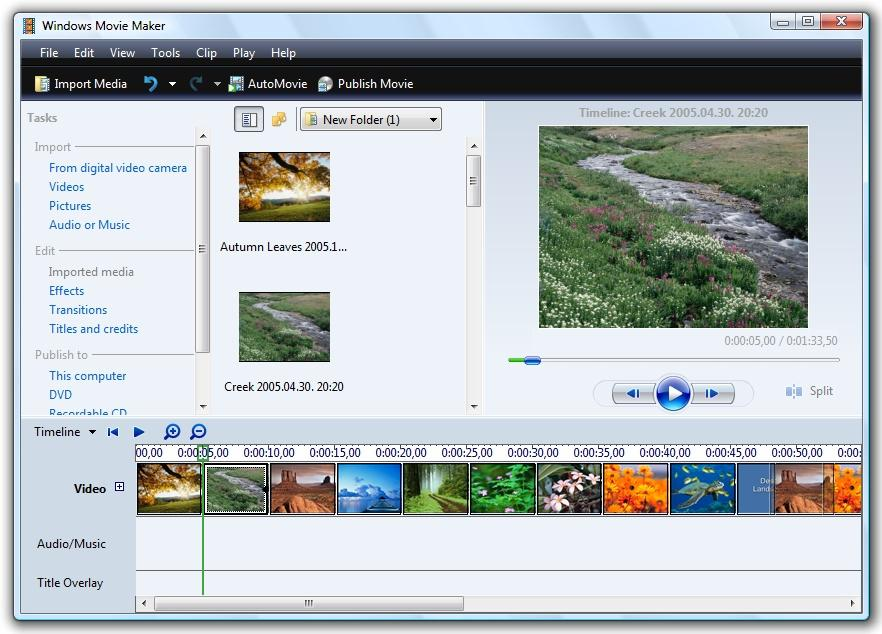 Windows Movie Maker
File Edit View Tools Clip Play Help
Import Media AutoMovie Publish Movie
Tasks
Import
From digital video camera
Videos
Pictures
Audio or Music
Edit
Imported media
Effects
Transitions
Titles and credits
Publish to
This computer
DVD
Recordable CD
New Folder (1)
Autumn Leaves 2005.1...
Creek 2005.04.30. 20:20
Timeline: Creek 2005.04.30. 20:20
0:00:05,00 / 0:01:33,50
Split
Timeline
00,00 0:00:05,00 0:00:10,00 0:00:15,00 0:00:20,00 0:00:25,00 0:00:30,00 0:00:35,00 0:00:40,00 0:00:45,00 0:00:50,00 0:00:
Video
Des
Lands
Audio/Music
Title Overlay